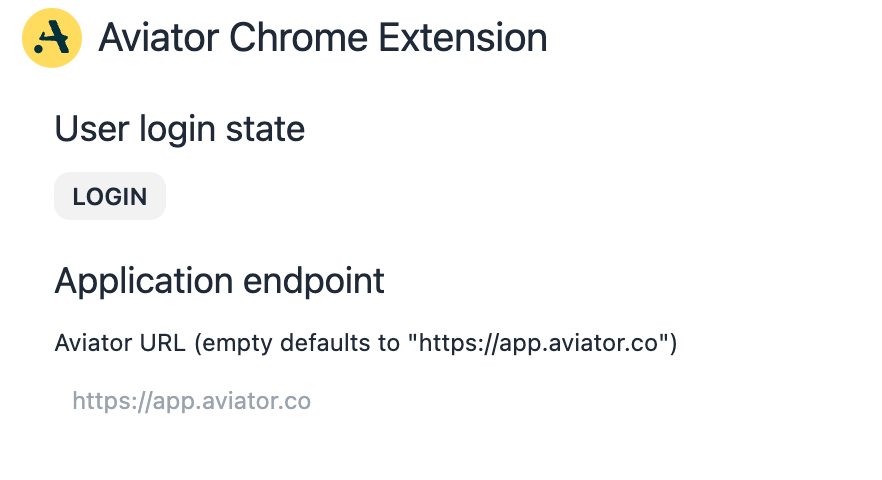 Aviator Chrome Extension
User login state
LOGIN
Application endpoint
Aviator URL (empty defaults to "https://app.aviator.co")
https://app.aviator.co